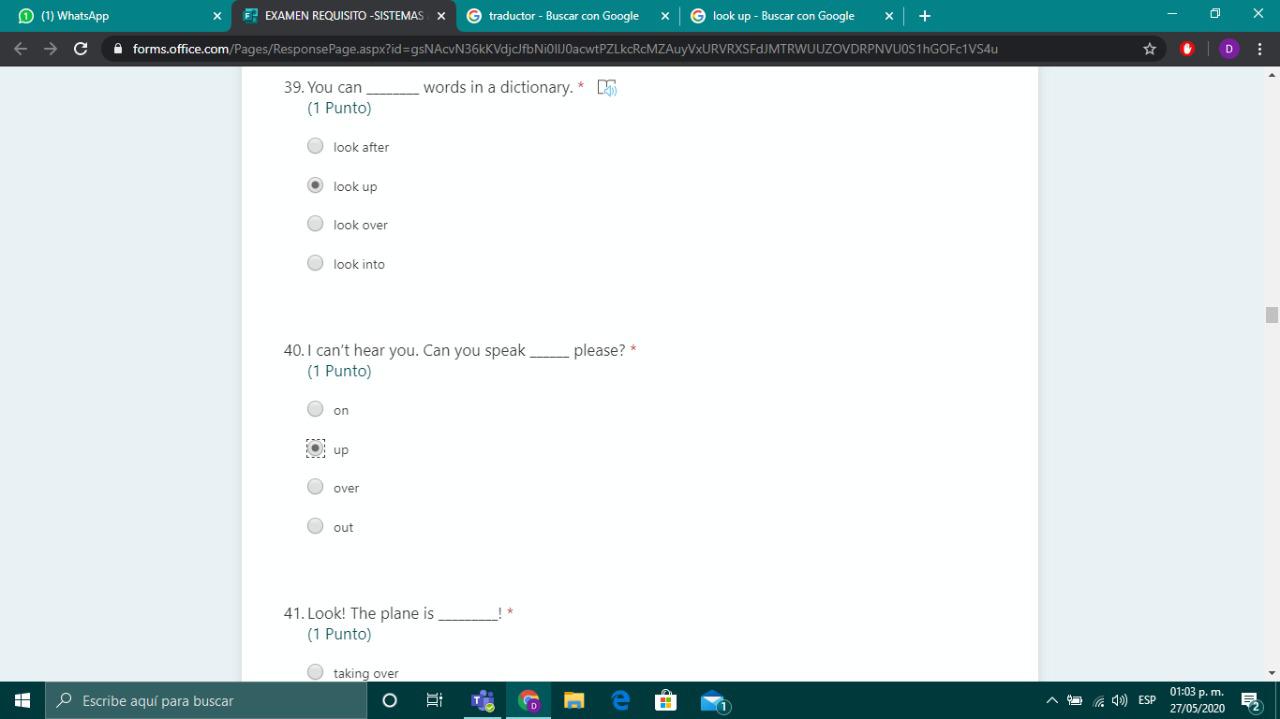 (1) WhatsApp
EXAMEN REQUISITO -SISTEMAS
traductor - Buscar con Google
look up - Buscar con Google
forms.office.com/Pages/ResponsePage.aspx?id=gsNAcvN36kKVdjcJfbNi0lIJ0acwtPZLkcRcMZAuyVxURVRXSFdJMTRWUUZOVDRPNVU0S1hGOFc1VS4u
D
39. You can ________ words in a dictionary. *
(1 Punto)
look after
look up
look over
look into
40. I can't hear you. Can you speak ______ please? *
(1 Punto)
on
up
over
out
41. Look! The plane is _________! *
(1 Punto)
taking over
Escribe aquí para buscar
D
1
ESP
01:03 p. m.
27/05/2020
2